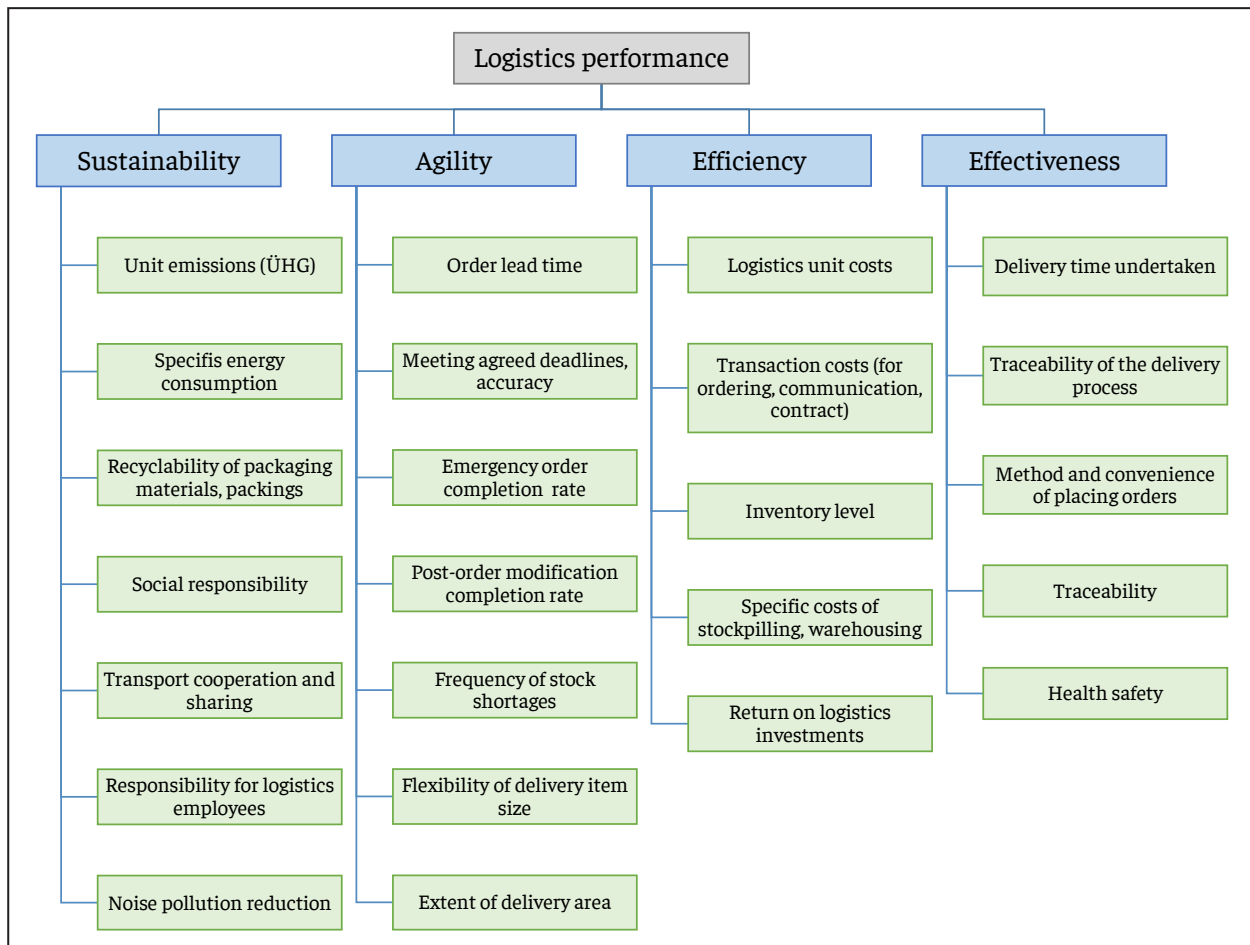 Logistics performance
Sustainability
Agility
Efficiency
Effectiveness
Unit emissions (ÜHG)
Specifis energy
consumption
Recyclability of packaging
materials, packings
Social responsibility
Transport cooperation and
sharing
Responsibility for logistics
employees
Noise pollution reduction
Order lead time
Meeting agreed deadlines,
accuracy
Emergency order
completion rate
Post-order modification
completion rate
Frequency of stock
shortages
Flexibility of delivery item
size
Extent of delivery area
Logistics unit costs
Transaction costs (for
ordering, communication,
contract)
Inventory level
Specific costs of
stockpilling, warehousing
Return on logistics
investments
Delivery time undertaken
Traceability of the delivery
process
Method and convenience
of placing orders
Traceability
Health safety